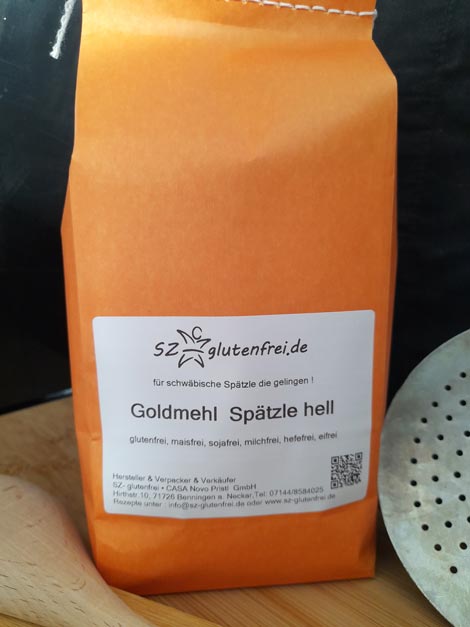 SZ glutenfrei.de
für schwäbische Spätzle die gelingen !
Goldmehl Spätzle hell
glutenfrei, maisfrei, sojafrei, milchfrei, hefefrei, eifrei
Hersteller & Verpacker & Verkäufer
SZ- glutenfrei • CASA Novo Pristl GmbH
Hirthstr.10, 71726 Benningen a. Neckar,Tel: 07144/8584025
Rezepte unter : info@sz-glutenfrei.de oder www.sz-glutenfrei.de